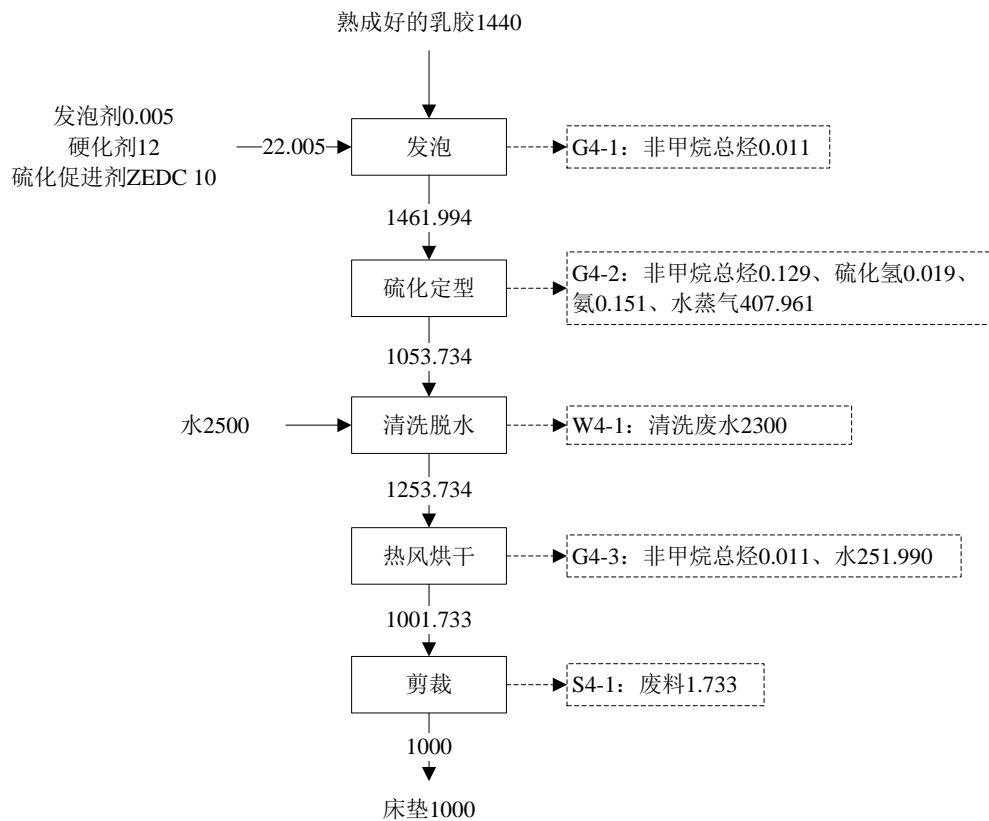 熟成好的乳胶1440
发泡剂0.005
硬化剂12
硫化促进剂ZEDC 10
22.005
发泡
G4-1：非甲烷总烃0.011
1461.994
硫化定型
G4-2：非甲烷总烃0.129、硫化氢0.019、
氨0.151、水蒸气407.961
1053.734
水2500
清洗脱水
W4-1：清洗废水2300
1253.734
热风烘干
G4-3：非甲烷总烃0.011、水251.990
1001.733
剪裁
S4-1：废料1.733
1000
床垫1000